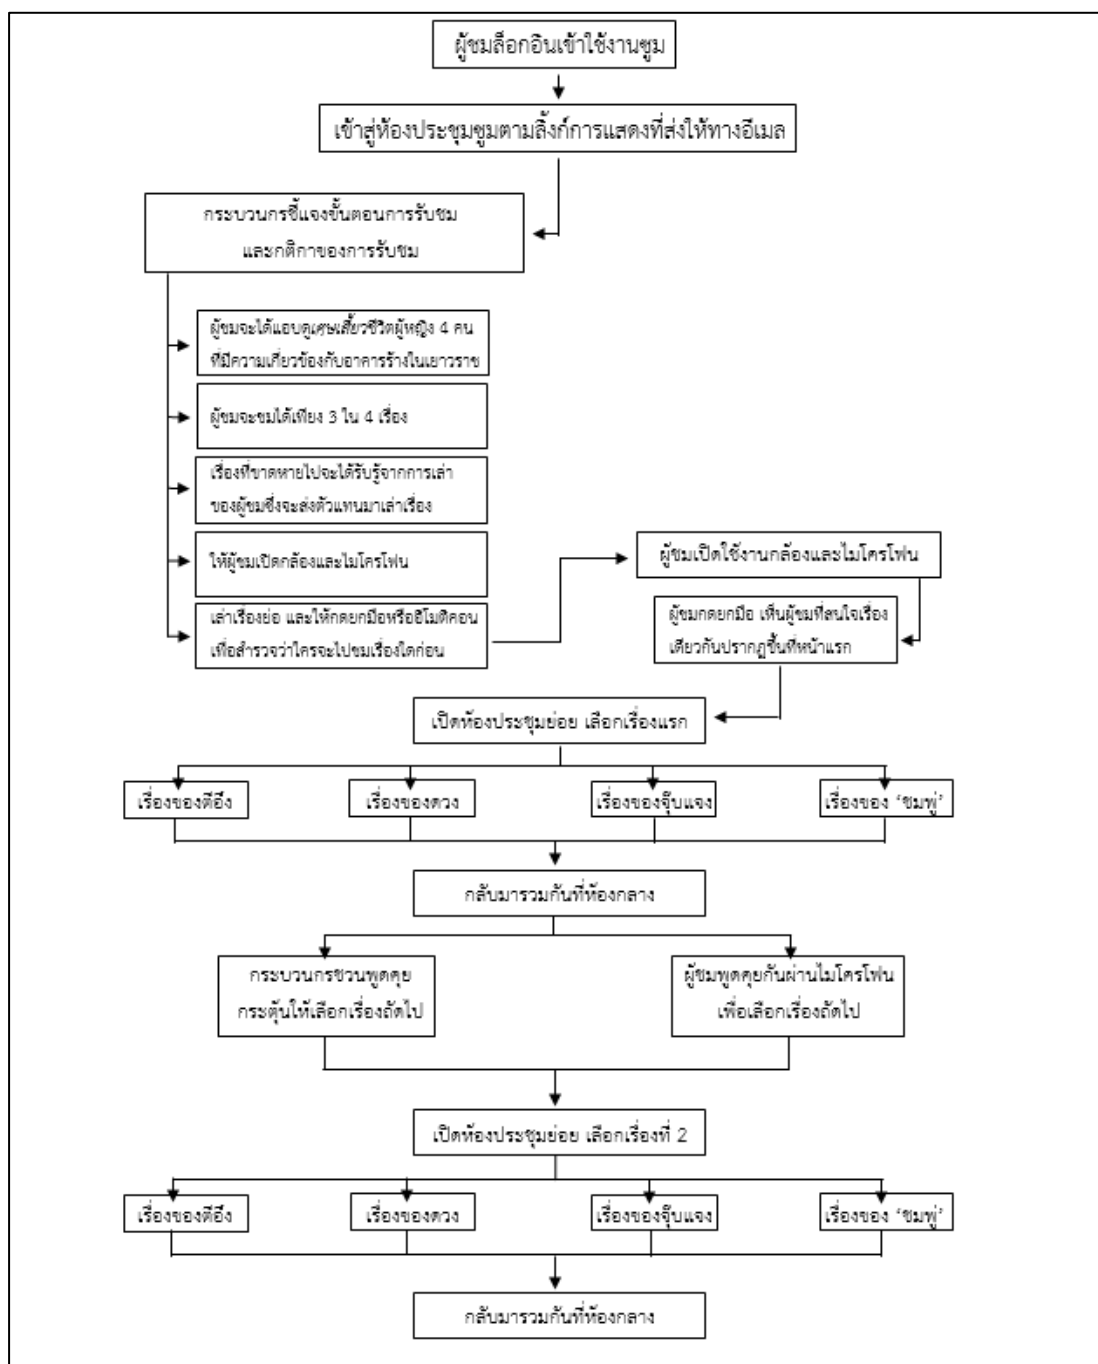 ผู้ชมล็อกอินเข้าใช้งานซูม
เข้าสู่ห้องประชุมซูมตามลิ้งก์การแสดงที่ส่งให้ทางอีเมล
กระบวนกรชี้แจงขั้นตอนการรับชม
และกติกาของการรับชม
ผู้ชมจะได้แอบดูเศษเสี้ยวชีวิตผู้หญิง 4 คน
ที่มีความเกี่ยวข้องกับอาคารร้างในเยาวราช
ผู้ชมจะชมได้เพียง 3 ใน 4 เรื่อง
เรื่องที่ขาดหายไปจะได้รับรู้จากการเล่า
ของผู้ชมซึ่งจะส่งตัวแทนมาเล่าเรื่อง
ให้ผู้ชมเปิดกล้องและไมโครโฟน
เล่าเรื่องย่อ และให้กดยกมือหรืออิโมติคอน
เพื่อสำรวจว่าใครจะไปชมเรื่องใดก่อน
ผู้ชมเปิดใช้งานกล้องและไมโครโฟน
ผู้ชมกดยกมือ เห็นผู้ชมที่สนใจเรื่อง
เดียวกันปรากฏขึ้นที่หน้าแรก
เปิดห้องประชุมย่อย เลือกเรื่องแรก
เรื่องของตีอึ๊ง
เรื่องของดวง
เรื่องของจุ๊บแจง
เรื่องของ ‘ชมพู่’
กลับมารวมกันที่ห้องกลาง
กระบวนกรชวนพูดคุย
กระตุ้นให้เลือกเรื่องถัดไป
ผู้ชมพูดคุยกันผ่านไมโครโฟน
เพื่อเลือกเรื่องถัดไป
เปิดห้องประชุมย่อย เลือกเรื่องที่ 2
เรื่องของตีอึ๊ง
เรื่องของดวง
เรื่องของจุ๊บแจง
เรื่องของ ‘ชมพู่’
กลับมารวมกันที่ห้องกลาง